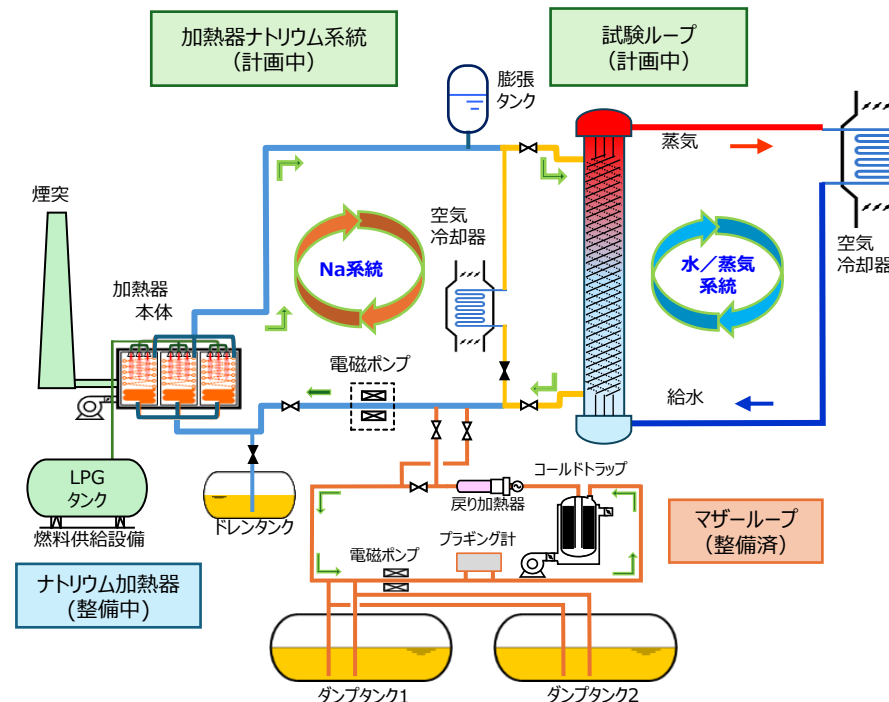 加熱器ナトリウム系統
（計画中）
試験ループ
（計画中）
膨張
タンク
蒸気
煙突
空気
冷却器
空気
冷却器
Na系統
水／蒸気
系統
加熱器
本体
電磁ポンプ
給水
LPG
タンク
燃料供給設備
ドレンタンク
コールドトラップ
戻り加熱器
マザーループ
（整備済）
プラギング計
電磁ポンプ
ナトリウム加熱器
(整備中)
ダンプタンク1
ダンプタンク2